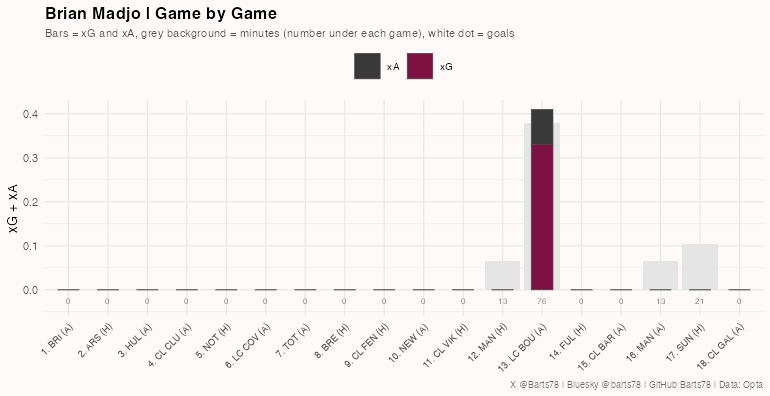 Brian Madjo | Game by Game
Bars = xG and xA, grey background = minutes (number under each game), white dot = goals
xA xG
xG + xA
0.4
0.3
0.2
0.1
0.0
0 0 0 0 0 0 0 0 0 0 0 13 76 0 0 13 21 0
1. BRI (A)
2. ARS (H)
3. HUL (A)
4. CL CLU (A)
5. NOT (H)
6. LC COV (A)
7. TOT (A)
8. BRE (H)
9. CL FEN (H)
10. NEW (A)
11. CL VIK (H)
12. MAN (H)
13. LC BOU (A)
14. FUL (H)
15. CL BAR (A)
16. MAN (A)
17. SUN (H)
18. CL GAL (A)
X @Barts78 | Bluesky @barts78 | GitHub Barts78 | Data: Opta